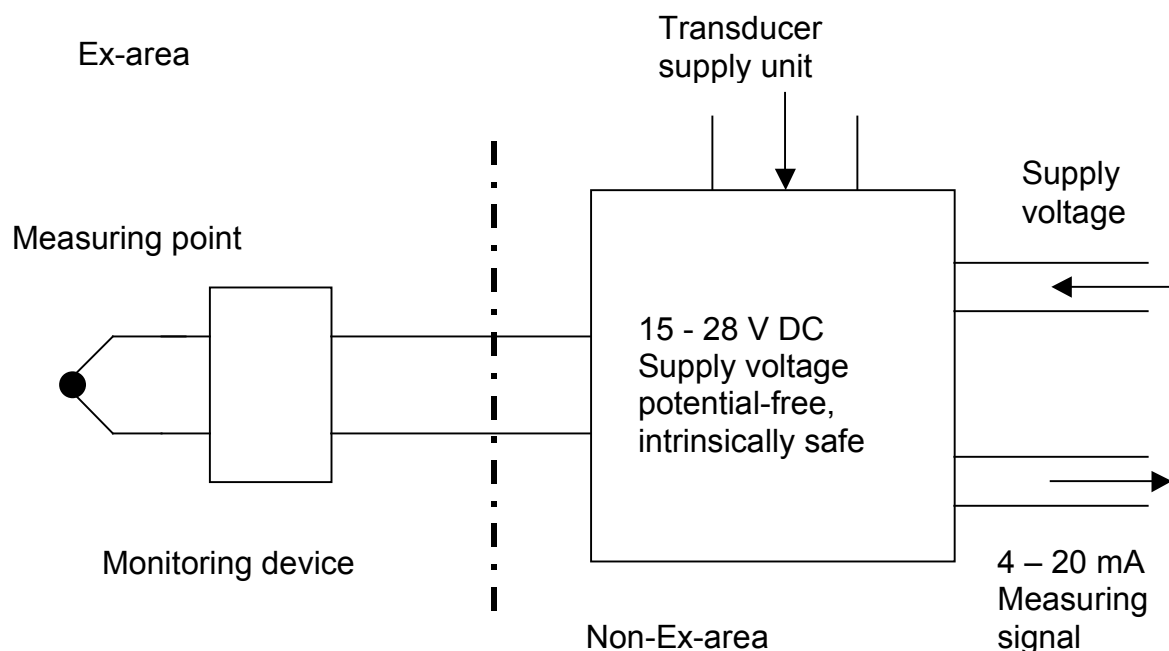 Ex-area
Transducer
supply unit
Supply
voltage
Measuring point
15 - 28 V DC
Supply voltage
potential-free,
intrinsically safe
Monitoring device
4 – 20 mA
Measuring
signal
Non-Ex-area